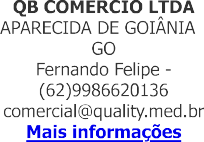 QB COMERCIO LTDA
APARECIDA DE GOIÂNIA
GO
Fernando Felipe -
(62)9986620136
comercial@quality.med.br
Mais informações